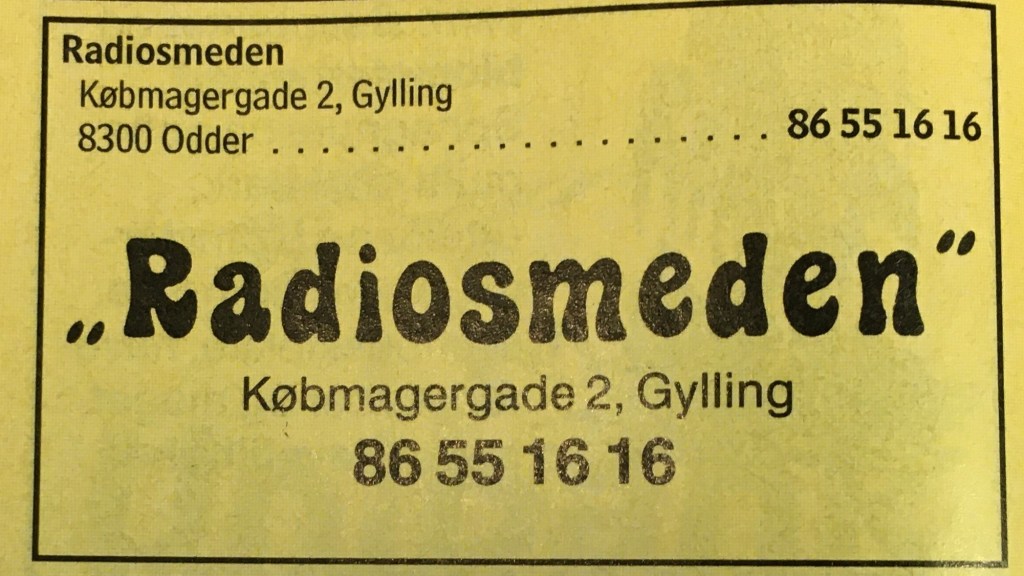 Radiosmeden
Købmagergade 2, Gylling
8300 Odder . . . . . . . . . . . . . . . . . . . 86 55 16 16
„Radiosmeden“
Købmagergade 2, Gylling
86 55 16 16